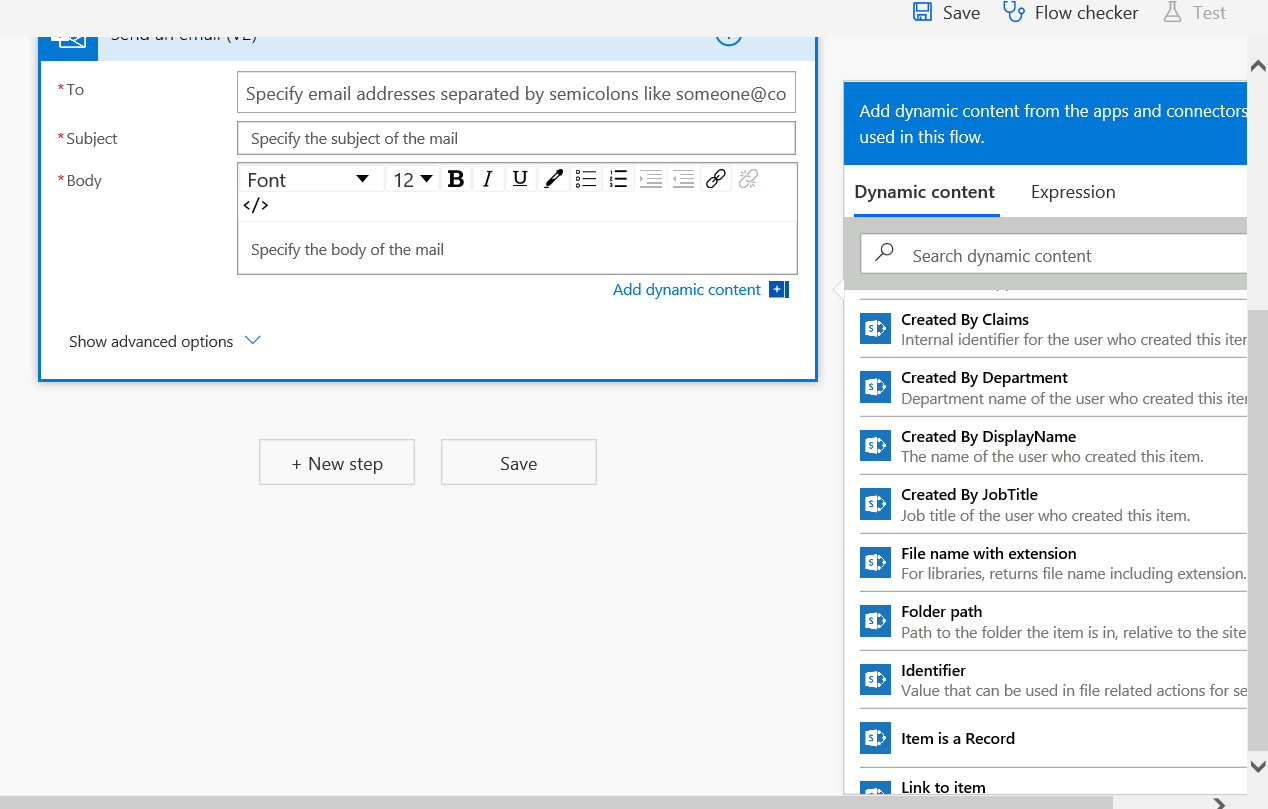 Save Flow checker Test
Send an email (V2)
*To Specify email addresses separated by semicolons like someone@co
*Subject Specify the subject of the mail
*Body
Font 12 B I U
</>
Specify the body of the mail
Add dynamic content
Show advanced options
+ New step Save
Add dynamic content from the apps and connectors
used in this flow.
Dynamic content Expression
Search dynamic content
Created By Claims
Internal identifier for the user who created this iter
Created By Department
Department name of the user who created this iter
Created By DisplayName
The name of the user who created this item.
Created By JobTitle
Job title of the user who created this item.
File name with extension
For libraries, returns file name including extension.
Folder path
Path to the folder the item is in, relative to the site
Identifier
Value that can be used in file related actions for se
Item is a Record
Link to item